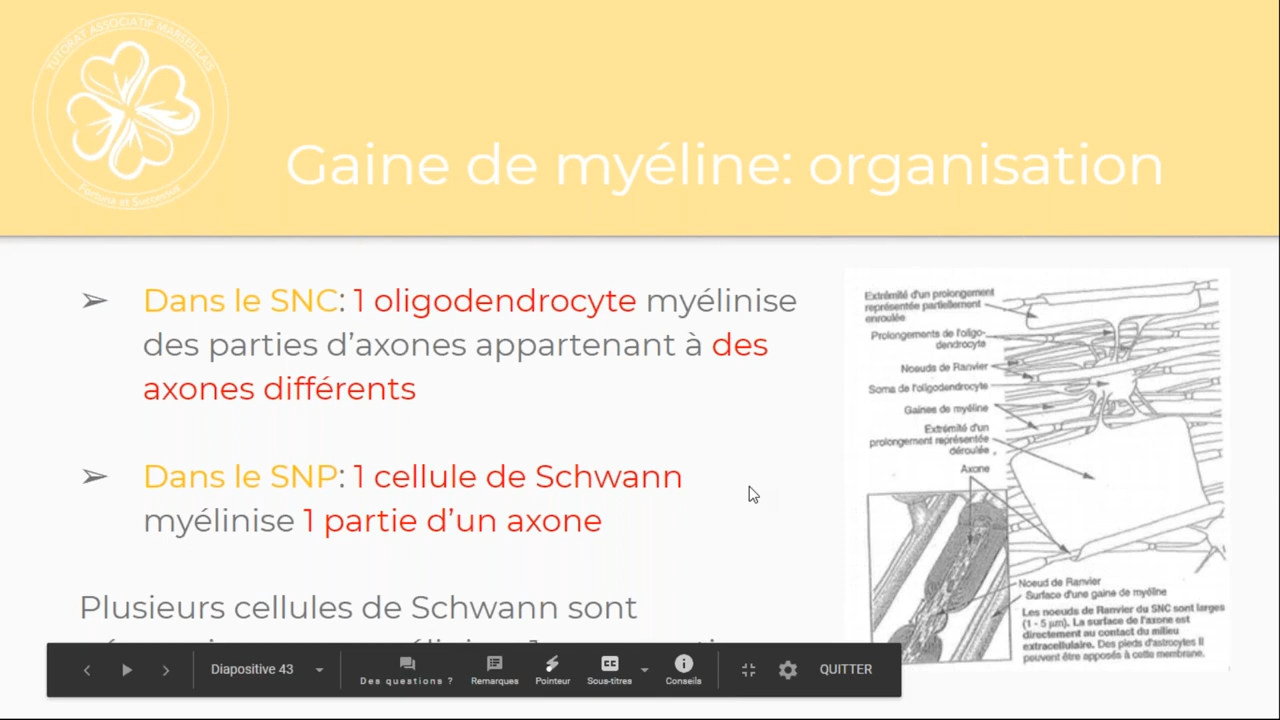 TUTORAT ASSOCIATIF MARSEILLAIS
Gaine de myéline: organisation
➢ Dans le SNC: 1 oligodendrocyte myélinise
des parties d’axones appartenant à des
axones différents
➢ Dans le SNP: 1 cellule de Schwann
myélinise 1 partie d’un axone
Plusieurs cellules de Schwann sont
Extrémité d'un prolongement
représentée partiellement
enroulée
Prolongements de l'oligo-
dendrocyte
Noeuds de Ranvier
Soma de l'oligodendrocyte
Gaines de myéline
Extrémité d'un
prolongement représentée
déroulée
Axone
Noeud de Ranvier
Surface d'une gaine de myéline
Les noeuds de Ranvier du SNC sont larges
(1 - 5 µm). La surface de l'axone est
directement au contact du milieu
extracellulaire. Des pieds d'astrocytes II
peuvent être apposés à cette membrane.
Diapositive 43
Des questions ?
Remarques
Pointeur
CC
Sous-titres
Conseils
QUITTER